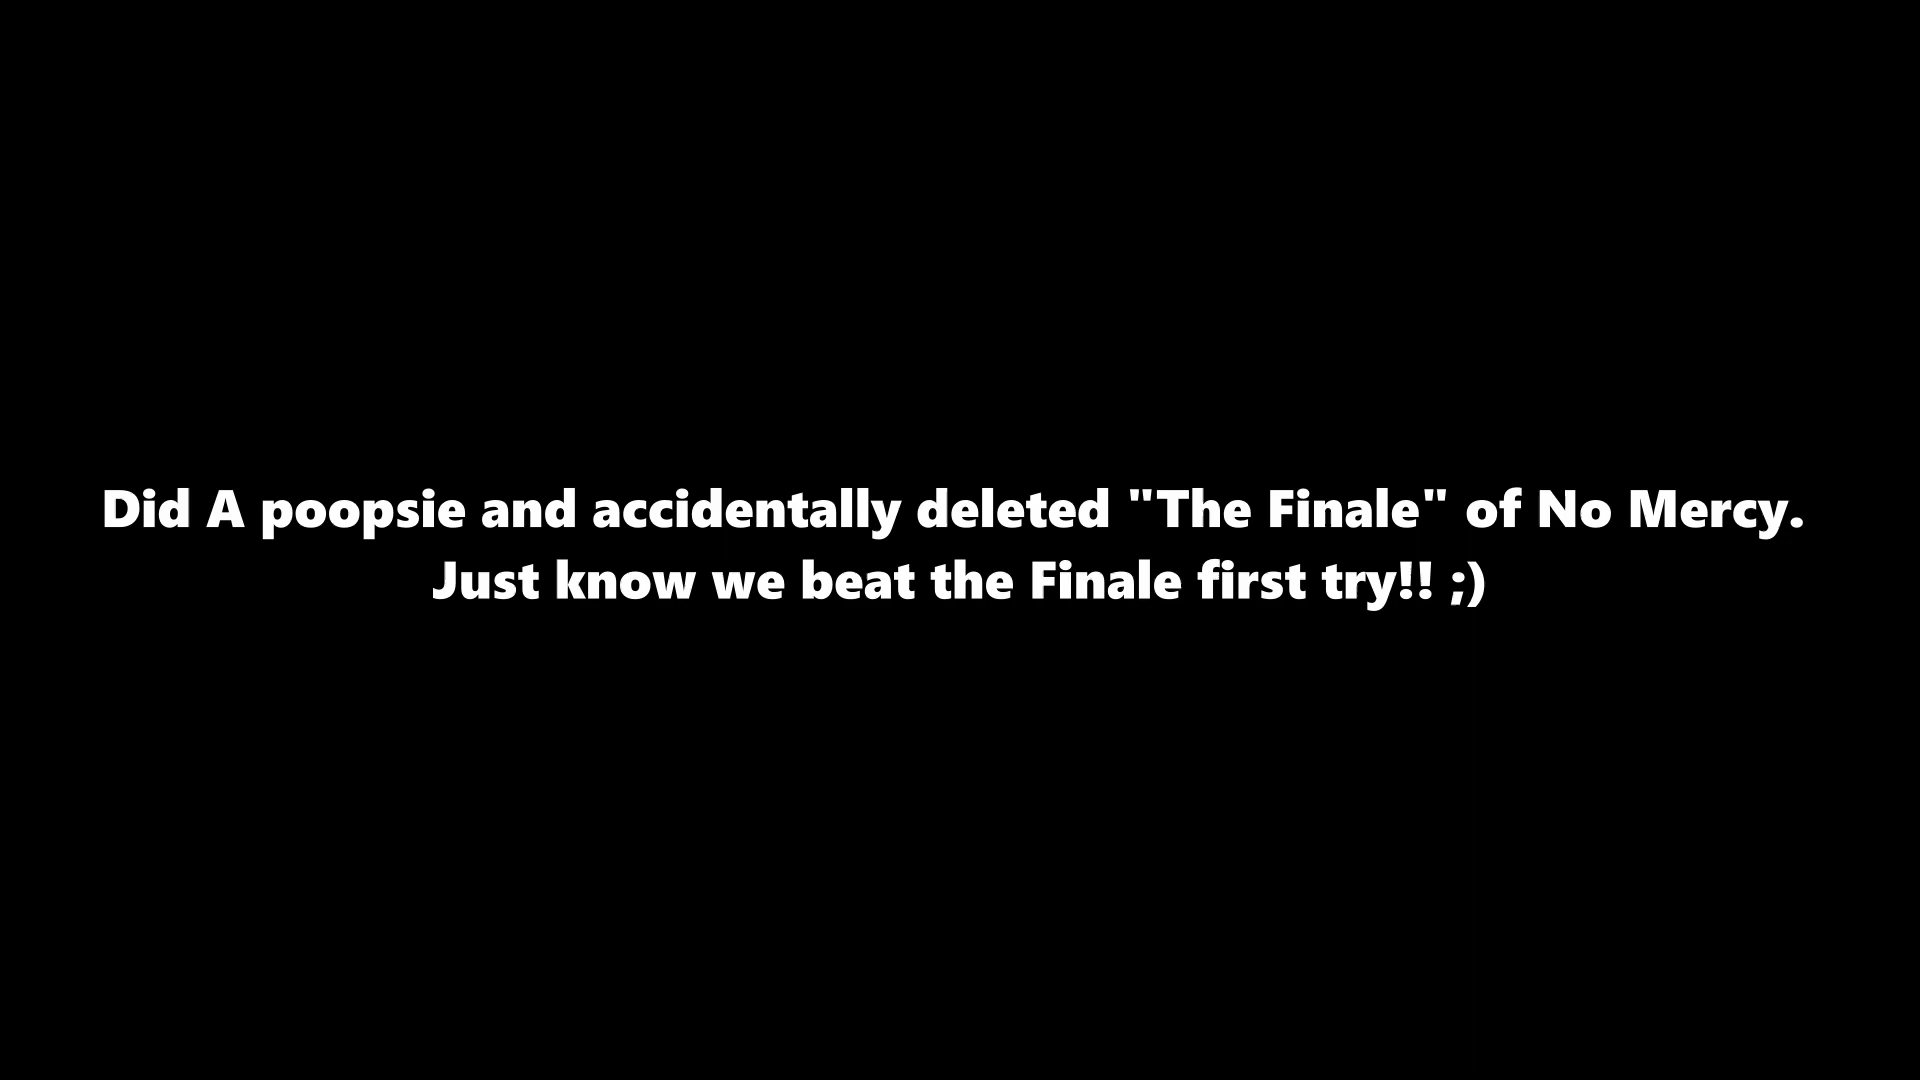 Did A poopsie and accidentally deleted "The Finale" of No Mercy.
Just know we beat the Finale first try!! ;)